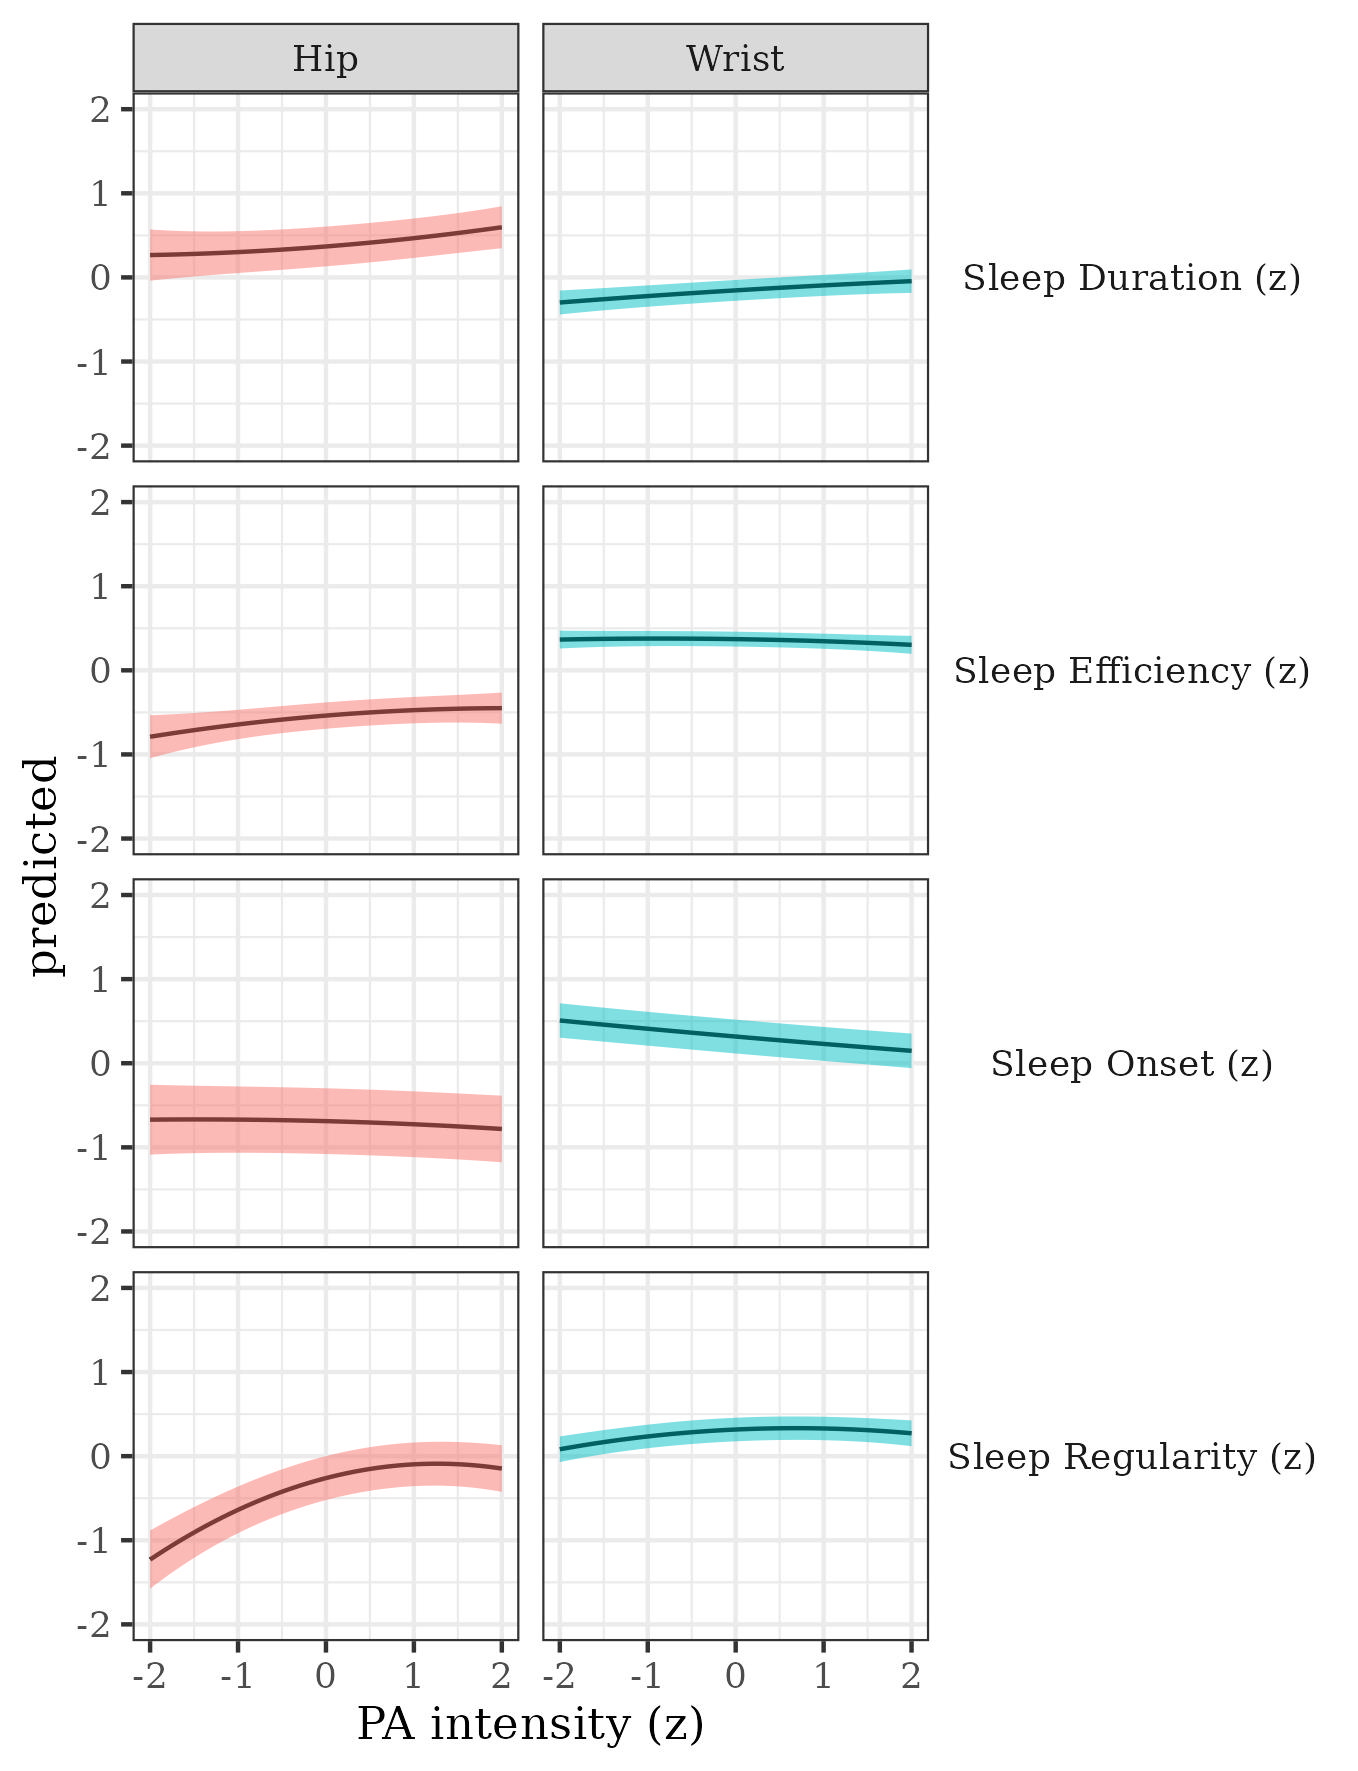 Hip
Wrist
2
1
0
-1
-2
Sleep Duration (z)
2
1
0
-1
-2
Sleep Efficiency (z)
predicted
2
1
0
-1
-2
Sleep Onset (z)
2
1
0
-1
-2
Sleep Regularity (z)
-2 -1 0 1 2
-2 -1 0 1 2
PA intensity (z)